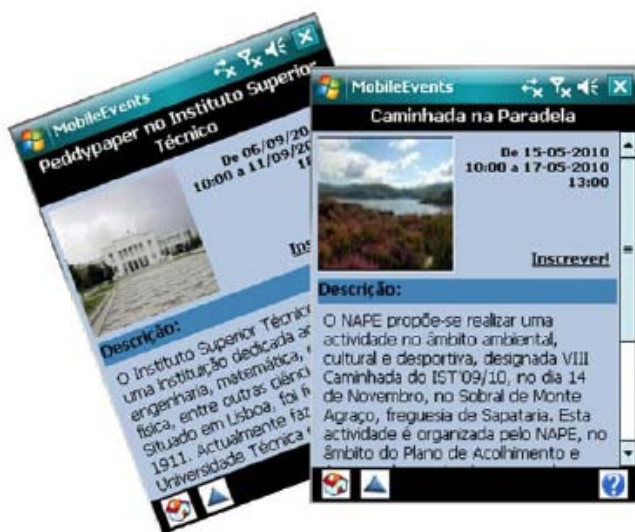 MobileEvents
Peddypaper no Instituto Superior
Técnico
De 06/09/20
10:00 a 11/09/20
Descrição:
O Instituto Superior Técnic
uma instituição dedicada
engenharia, matemática,
física, entre outras
Situado em Lisboa, foi
1911. Actualmente faz
Universidade Técnica
MobileEvents
Caminhada na Paradela
De 15-05-2010
10:00 a 17-05-2010
13:00
Inscrever!
Descrição:
O NAPE propõe-se realizar uma
actividade no âmbito ambiental,
cultural e desportiva, designada VIII
Caminhada do IST'09/10, no dia 14
de Novembro, no Sobral de Monte
Agraço, freguesia de Sapataria. Esta
actividade é organizada pelo NAPE, no
âmbito do Plano de Acolhimento e